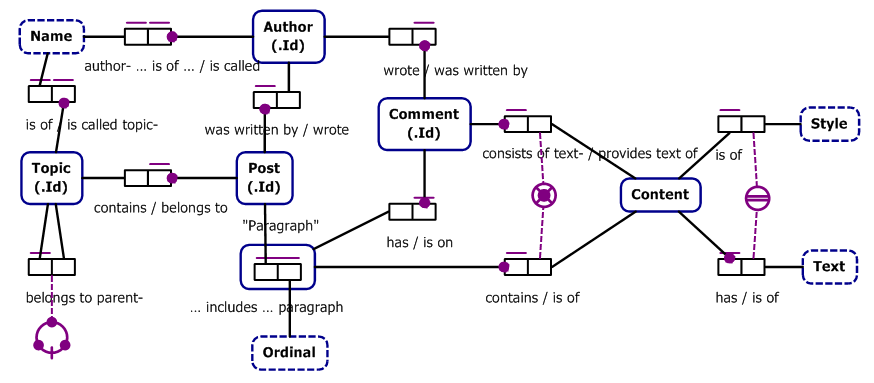 Name
author- ... is of ... / is called
Author
(.Id)
wrote / was written by
is of / is called topic-
was written by / wrote
Comment
(.Id)
consists of text- / provides text of
is of
Style
Topic
(.Id)
contains / belongs to
Post
(.Id)
Content
"Paragraph"
has / is on
belongs to parent-
... includes ... paragraph
contains / is of
has / is of
Text
Ordinal